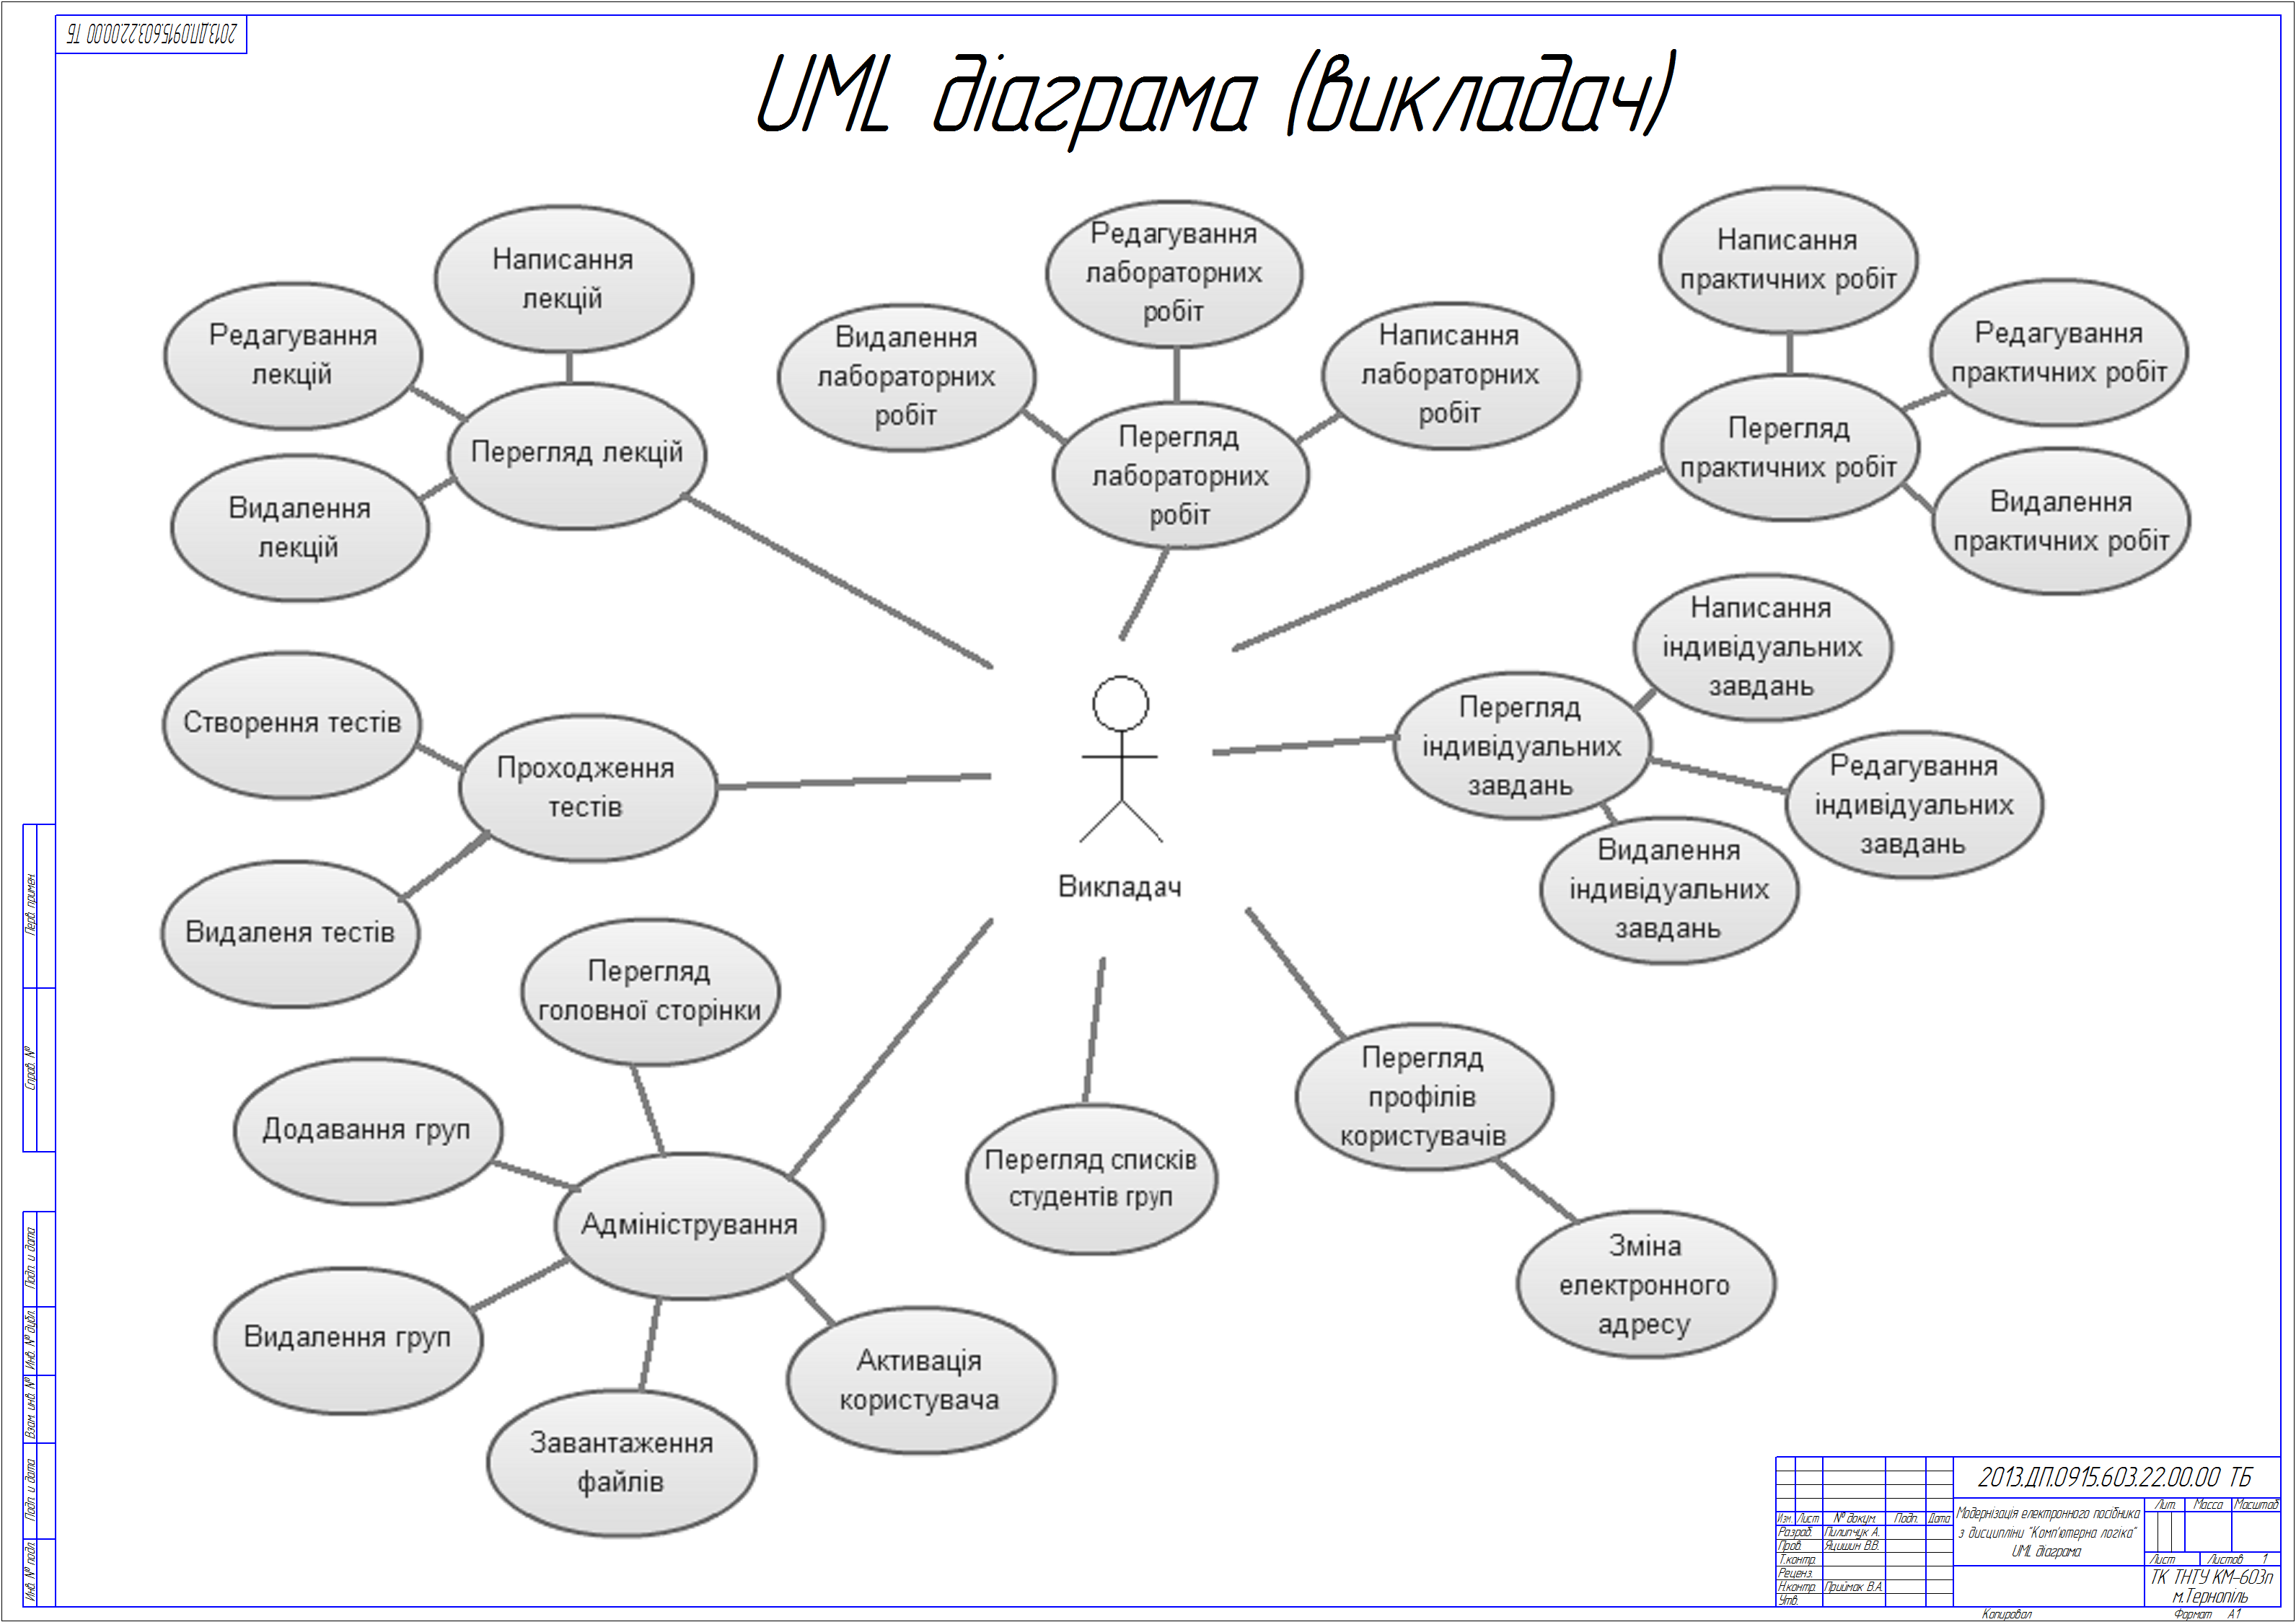 2013.ДП.0915.603.22.00.00 ТБ
UML діаграма (викладач)
Написання
лекцій
Редагування
лекцій
Перегляд лекцій
Видалення
лекцій
Редагування
лабораторних
робіт
Видалення
лабораторних
робіт
Написання
лабораторних
робіт
Перегляд
лабораторних
робіт
Написання
практичних робіт
Редагування
практичних робіт
Перегляд
практичних робіт
Видалення
практичних робіт
Написання
індивідуальних
завдань
Перегляд
індивідуальних
завдань
Редагування
індивідуальних
завдань
Видалення
індивідуальних
завдань
Створення тестів
Проходження
тестів
Видаленя тестів
Викладач
Перегляд
головної сторінки
Додавання груп
Адміністрування
Видалення груп
Завантаження
файлів
Активація
користувача
Перегляд списків
студентів груп
Перегляд
профілів
користувачів
Зміна
електронного
адресу
Перв. примен.
Справ. №
Подп. и дата
Инв. № дубл.
Взам. инв. №
Подп. и дата
Инв. № подл.
2013.ДП.0915.603.22.00.00 ТБ
Модернізація електронного посібника
з дисципліни "Комп'ютерна логіка"
UML діаграма
Лит. Масса Масштаб
Изм. Лист № докум. Подп. Дата
Разраб. Пилипчук А.
Пров. Яцишин В.В.
Т.контр.
Реценз.
Н.контр. Приймак В.А.
Утв.
Лист Листов 1
ТК ТНТУ КМ-603п
м.Тернопіль
Копировал Формат А1